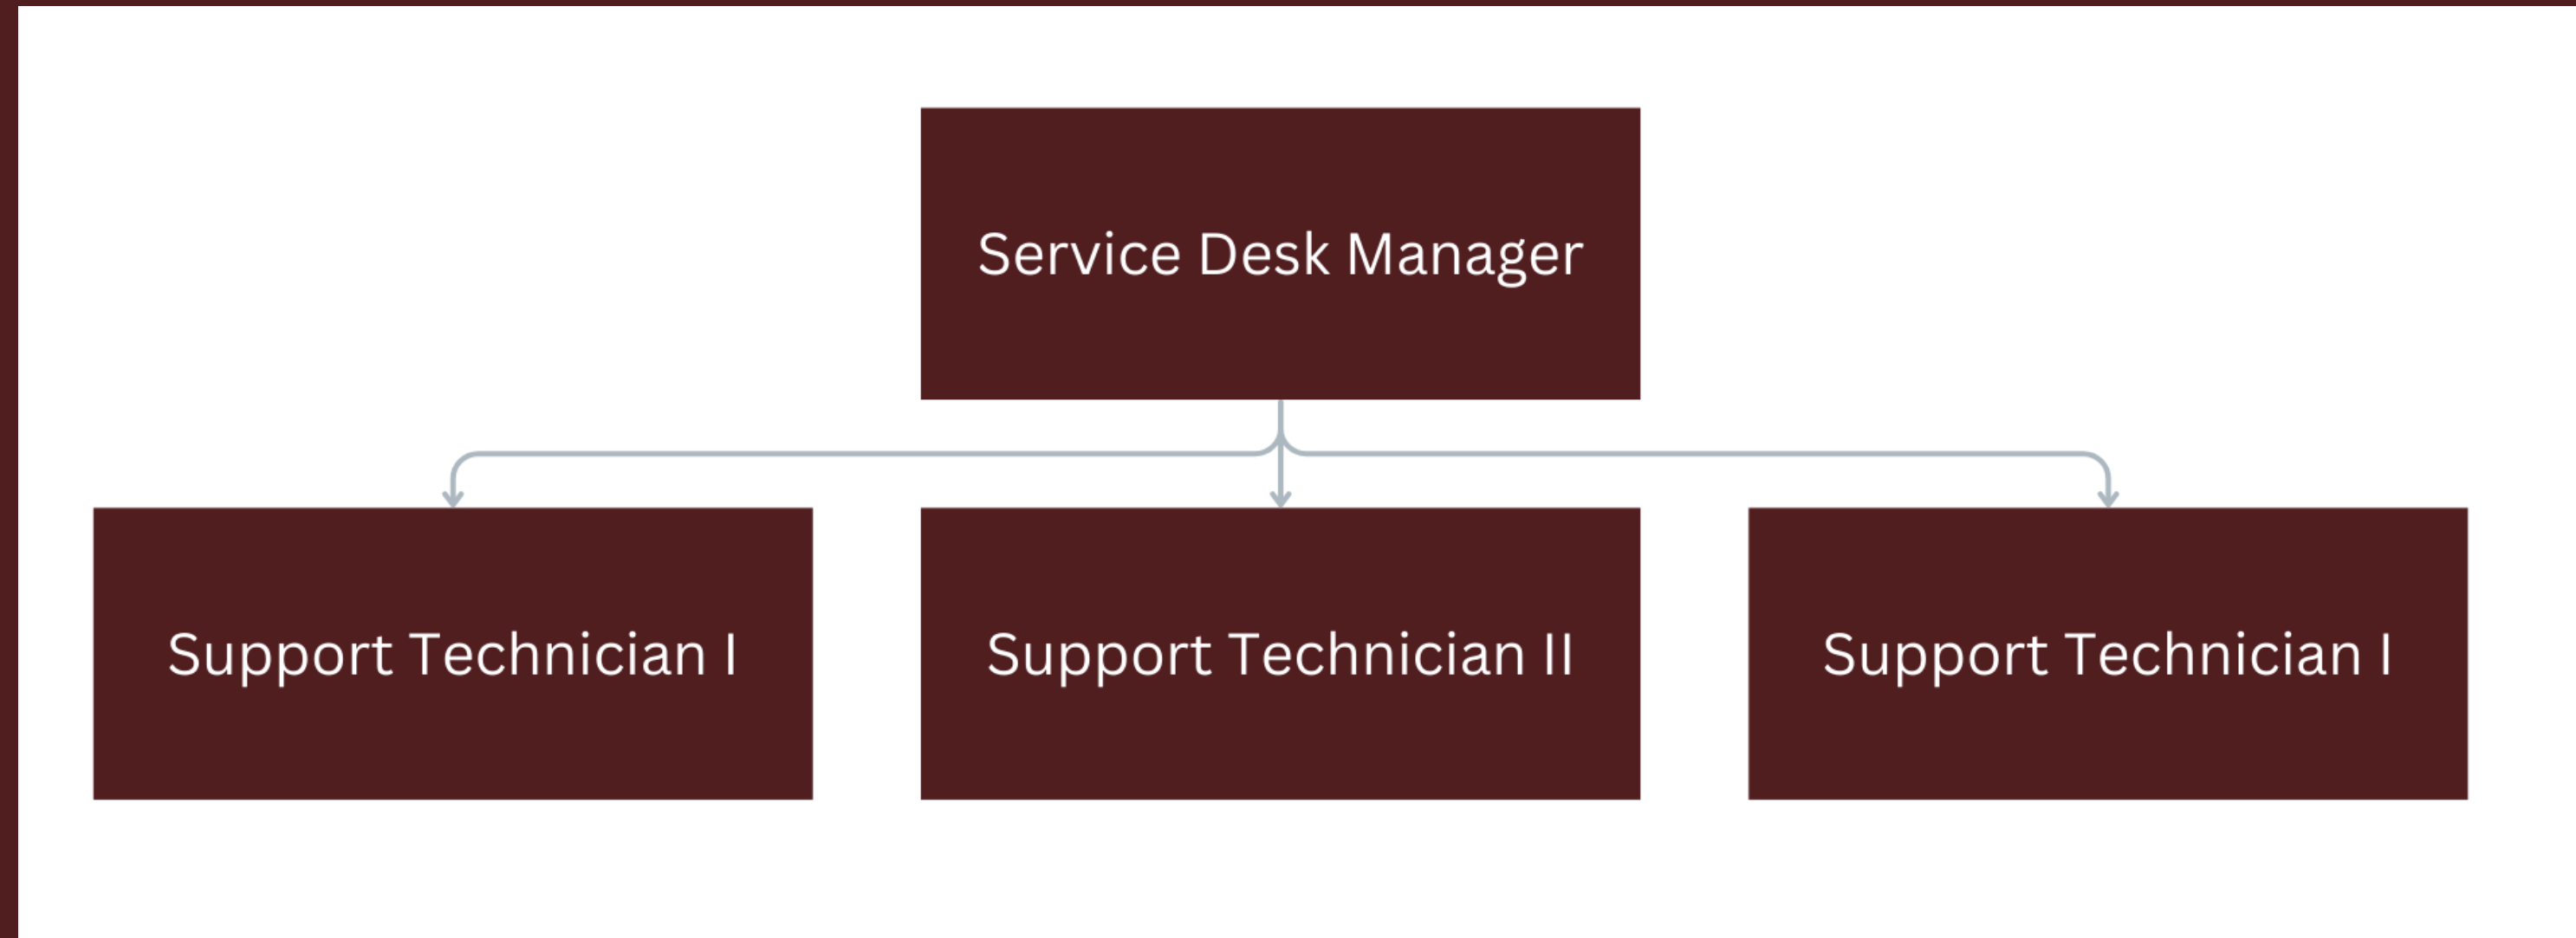 Service Desk Manager
Support Technician I
Support Technician II
Support Technician I